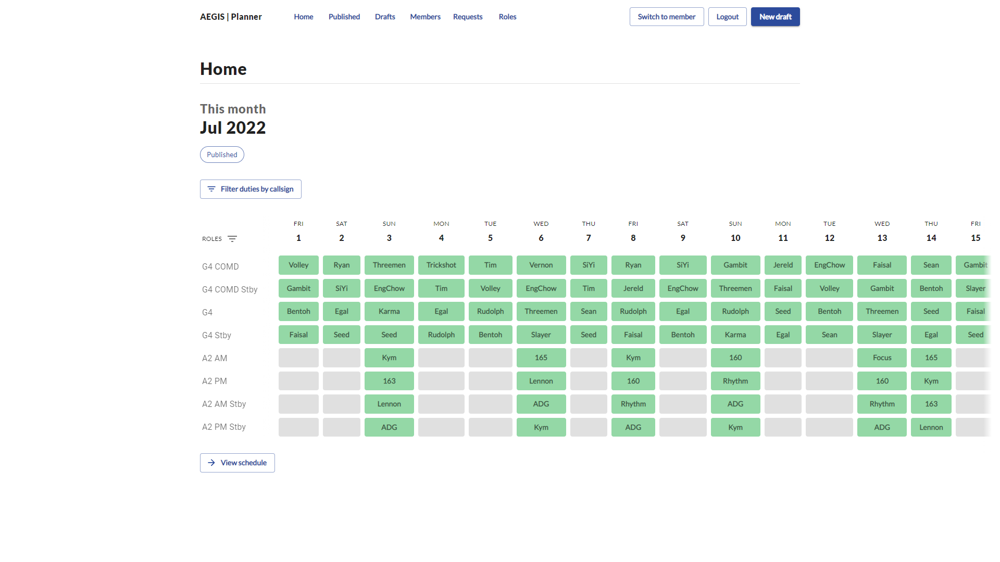 AEGIS | Planner Home Published Drafts Members Requests Roles Switch to member Logout New draft
Home
This month
Jul 2022
Published
Filter duties by callsign
FRI SAT SUN MON TUE WED THU FRI SAT SUN MON TUE WED THU FRI
ROLES 1 2 3 4 5 6 7 8 9 10 11 12 13 14 15
G4 COMD Volley Ryan Threemen Trickshot Tim Vernon SiYi Ryan SiYi Gambit Jereld EngChow Faisal Sean Gambit
G4 COMD Stby Gambit SiYi EngChow Tim Volley EngChow Tim Jereld EngChow Threemen Faisal Volley Gambit Bentoh Slayer
G4 Bentoh Egal Karma Egal Rudolph Threemen Sean Rudolph Egal Rudolph Seed Bentoh Threemen Seed Faisal
G4 Stby Faisal Seed Seed Rudolph Bentoh Slayer Seed Faisal Bentoh Karma Egal Sean Slayer Egal Seed
A2 AM Kym 165 Kym 160 Focus 165
A2 PM 163 Lennon 160 Rhythm 160 Kym
A2 AM Stby Lennon ADG Rhythm ADG Rhythm 163
A2 PM Stby ADG Kym ADG Kym ADG Lennon
View schedule